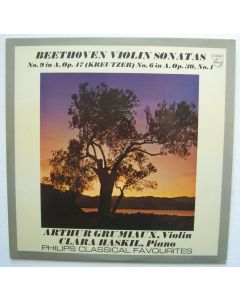 BEETHOVEN VIOLIN SONATAS
No. 9 in A, Op. 47 (KREUTZER) No. 6 in A, Op. 30, No. 1
ARTHUR GRUMIAUX, Violin
CLARA HASKIL, Piano
PHILIPS CLASSICAL FAVOURITES